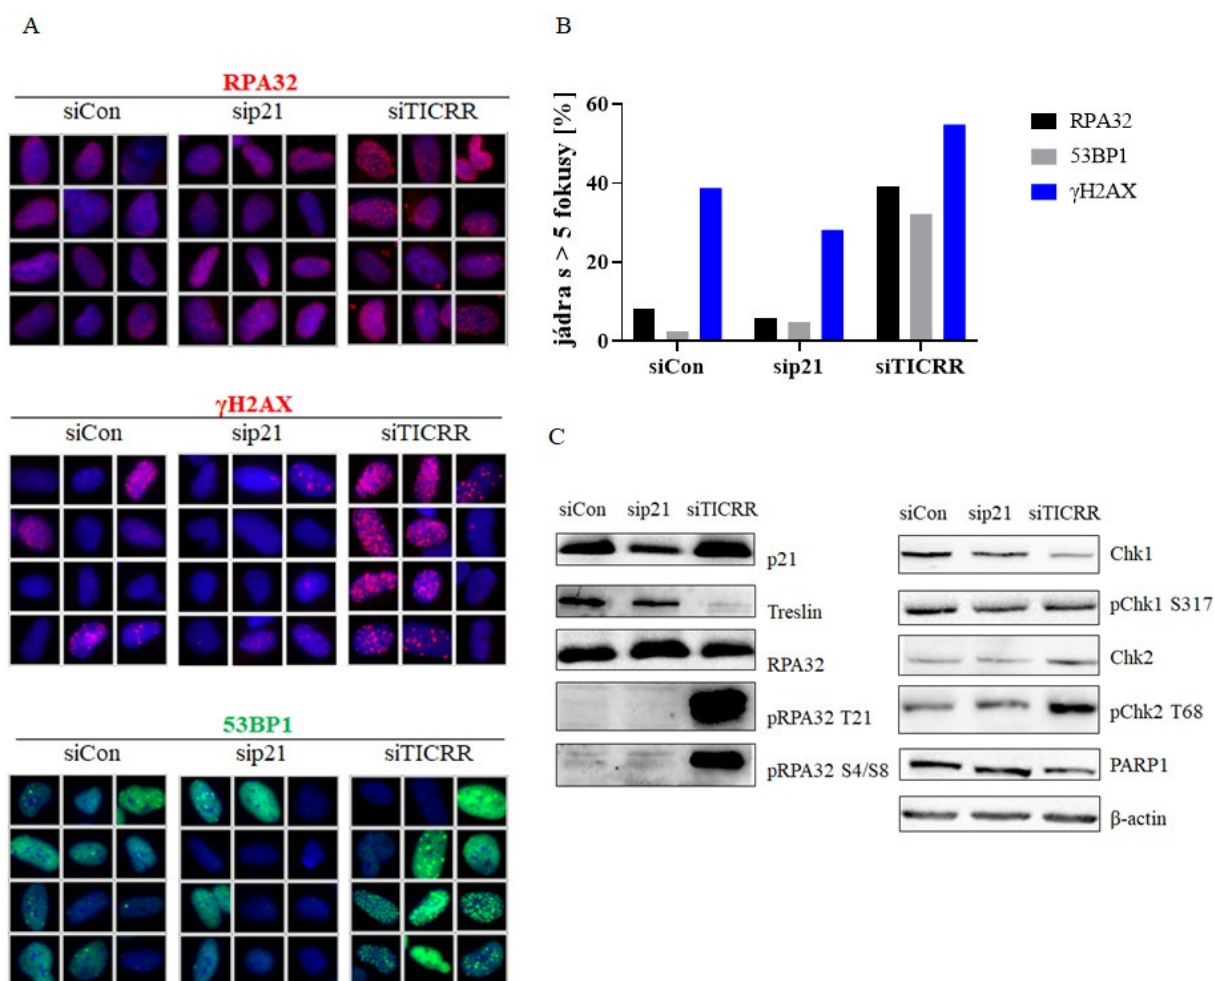 A
RPA32
siCon sip21 siTICRR
γH2AX
siCon sip21 siTICRR
53BP1
siCon sip21 siTICRR
B
jádra s > 5 fokusy [%]
60
40
20
0
siCon sip21 siTICRR
RPA32
53BP1
γH2AX
C
siCon sip21 siTICRR
p21
Treslin
RPA32
pRPA32 T21
pRPA32 S4/S8
siCon sip21 siTICRR
Chk1
pChk1 S317
Chk2
pChk2 T68
PARP1
β-actin